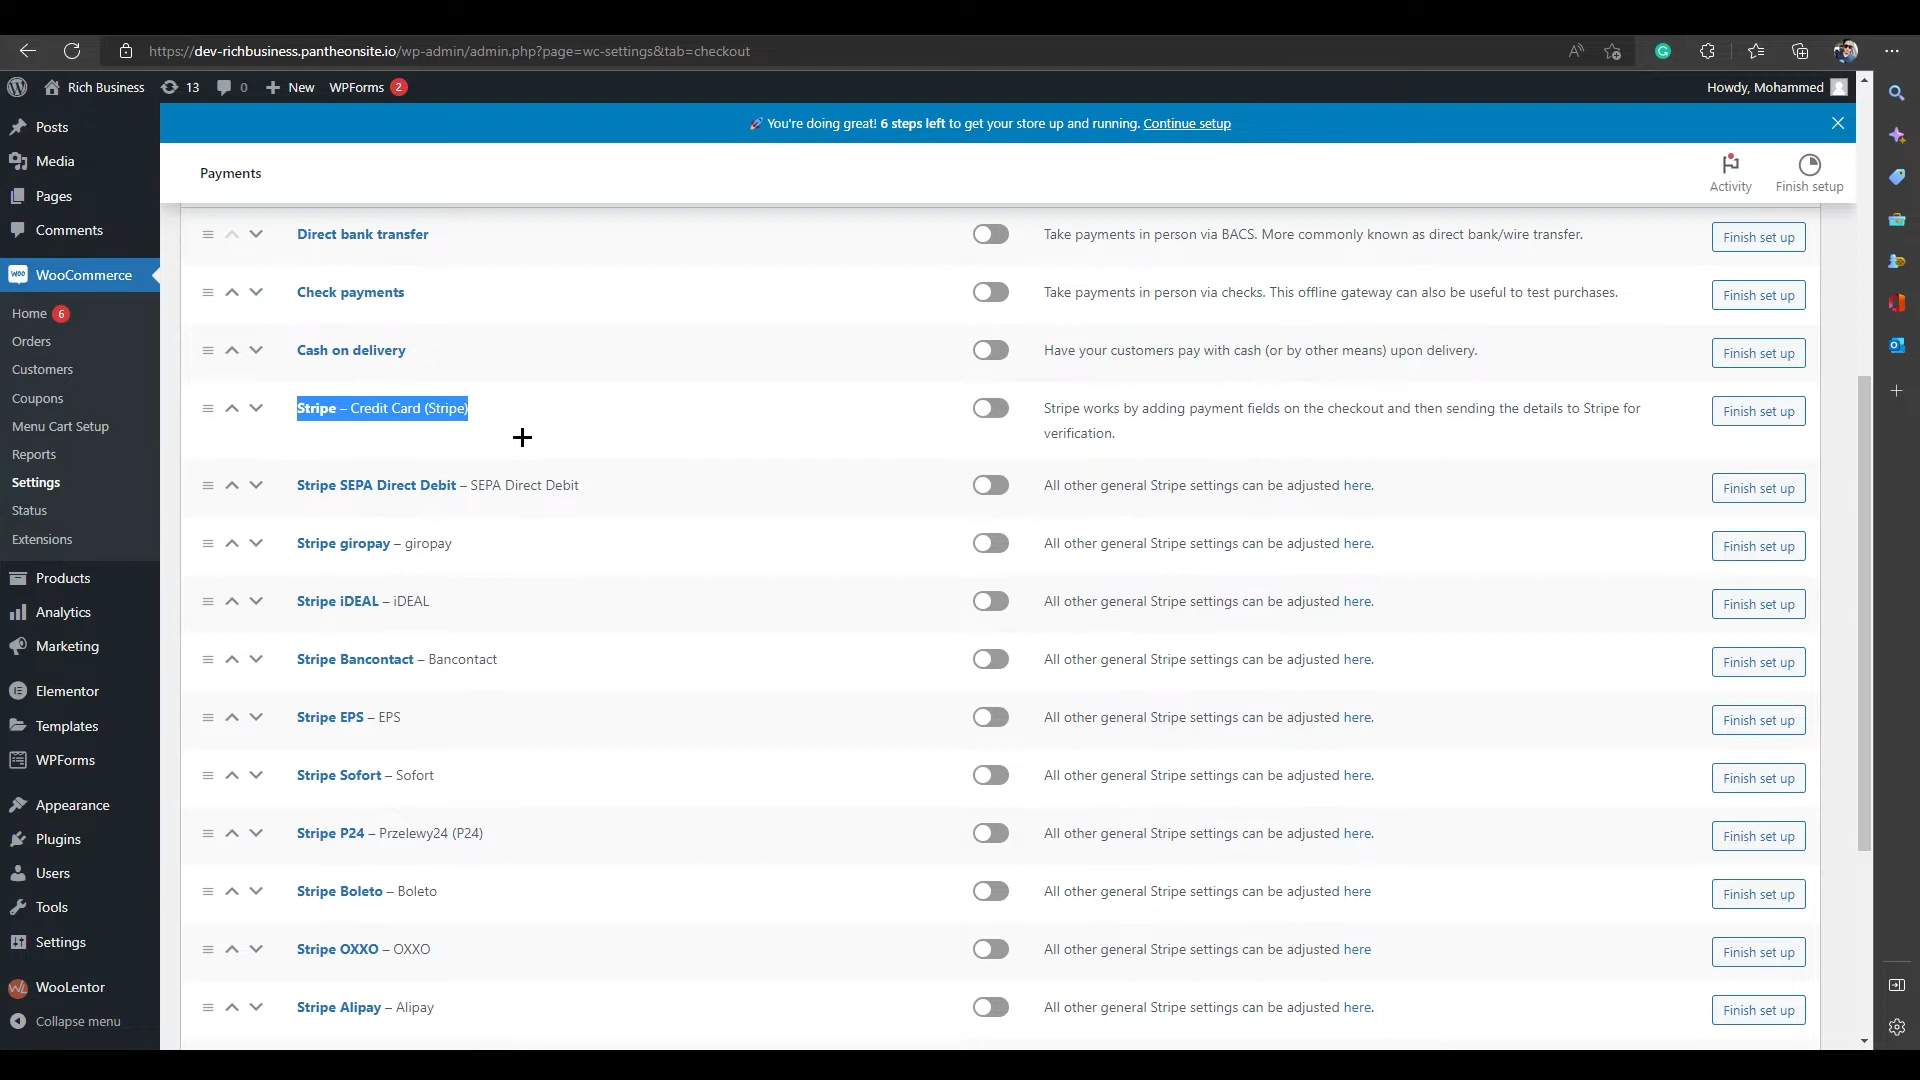 https://dev-richbusiness.pantheonsite.io/wp-admin/admin.php?page=wc-settings&tab=checkout
Rich Business 13 0 New WPForms 2 Howdy, Mohammed
Posts
Media
Pages
Comments
WooCommerce
Home 6
Orders
Customers
Coupons
Menu Cart Setup
Reports
Settings
Status
Extensions
Products
Analytics
Marketing
Elementor
Templates
WPForms
Appearance
Plugins
Users
Tools
Settings
WooLentor
Collapse menu
You're doing great! 6 steps left to get your store up and running. Continue setup
Payments
Activity
Finish setup
Direct bank transfer Take payments in person via BACS. More commonly known as direct bank/wire transfer. Finish set up
Check payments Take payments in person via checks. This offline gateway can also be useful to test purchases. Finish set up
Cash on delivery Have your customers pay with cash (or by other means) upon delivery. Finish set up
Stripe – Credit Card (Stripe) Stripe works by adding payment fields on the checkout and then sending the details to Stripe for Finish set up
verification.
Stripe SEPA Direct Debit – SEPA Direct Debit All other general Stripe settings can be adjusted here. Finish set up
Stripe giropay – giropay All other general Stripe settings can be adjusted here. Finish set up
Stripe iDEAL – iDEAL All other general Stripe settings can be adjusted here. Finish set up
Stripe Bancontact – Bancontact All other general Stripe settings can be adjusted here. Finish set up
Stripe EPS – EPS All other general Stripe settings can be adjusted here. Finish set up
Stripe Sofort – Sofort All other general Stripe settings can be adjusted here. Finish set up
Stripe P24 – Przelewy24 (P24) All other general Stripe settings can be adjusted here. Finish set up
Stripe Boleto – Boleto All other general Stripe settings can be adjusted here Finish set up
Stripe OXXO – OXXO All other general Stripe settings can be adjusted here Finish set up
Stripe Alipay – Alipay All other general Stripe settings can be adjusted here. Finish set up